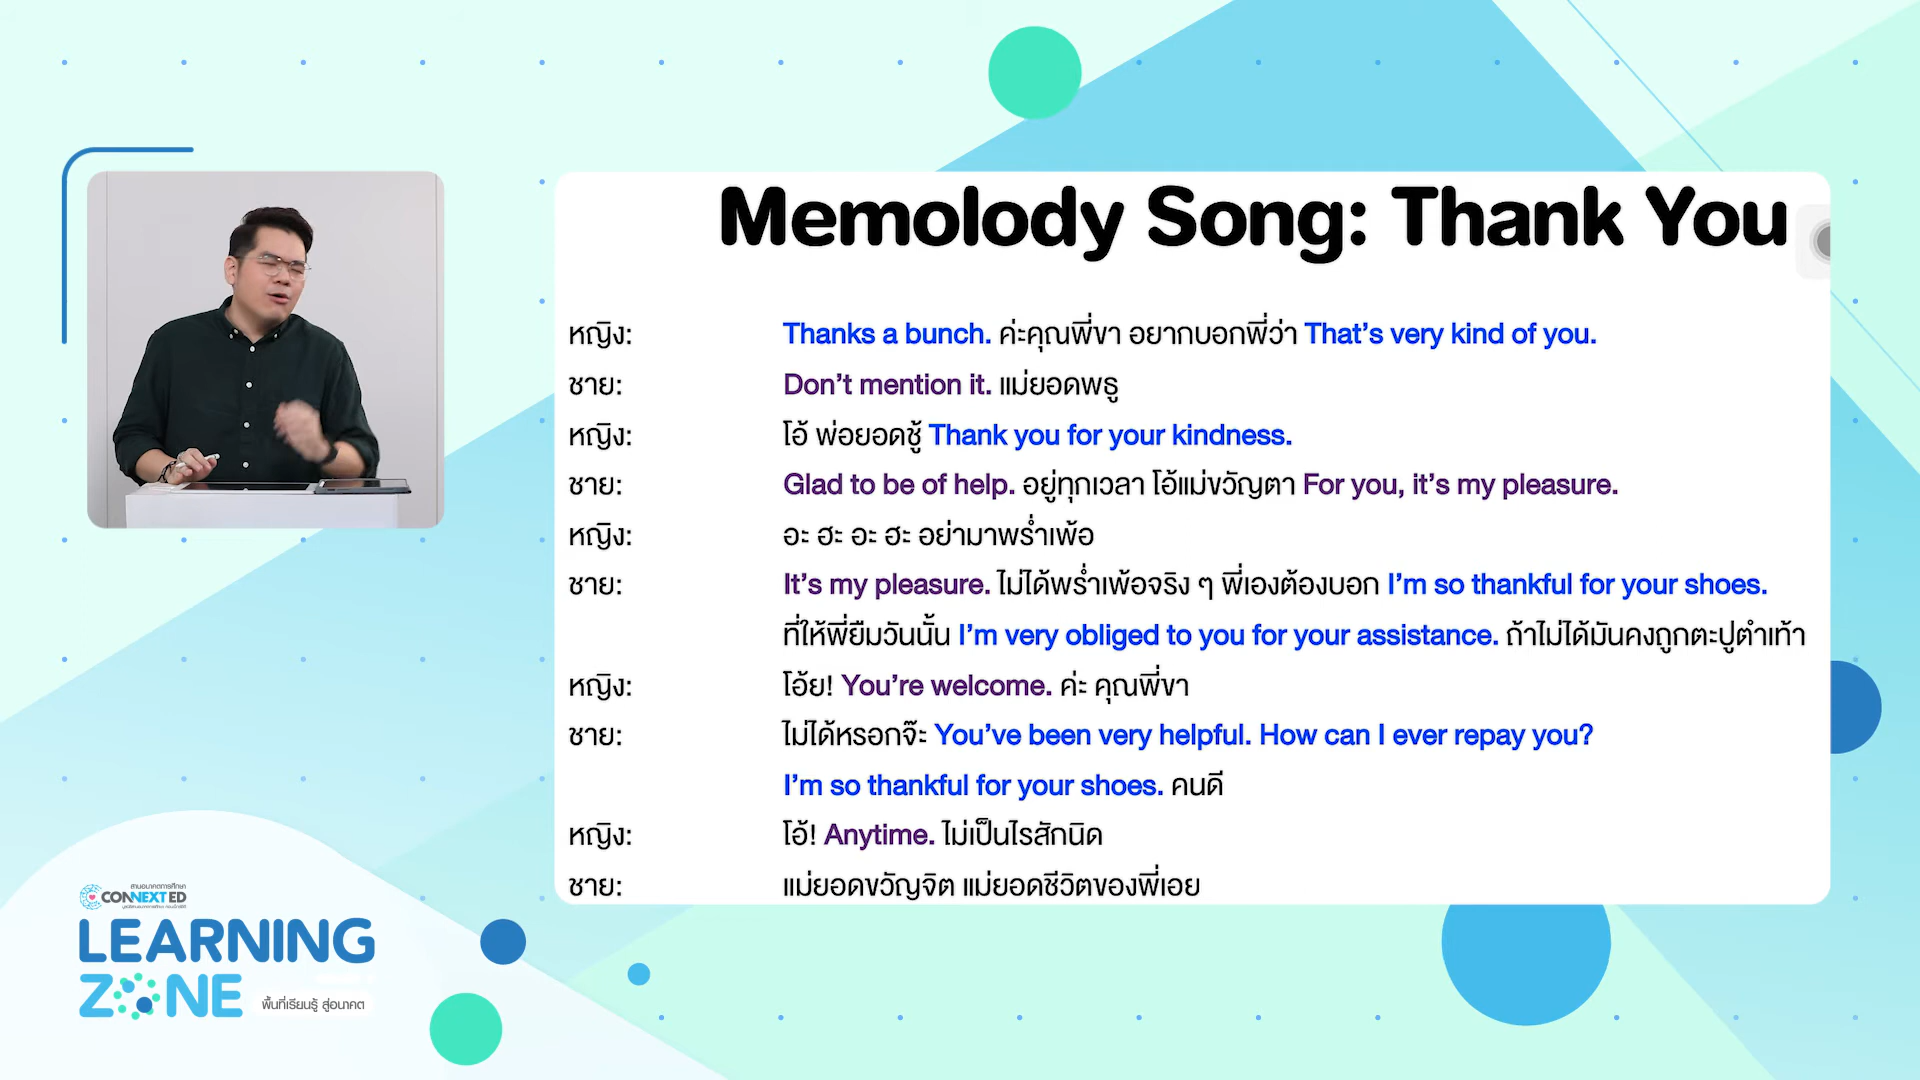 Memolody Song: Thank You
หญิง: Thanks a bunch. ค่ะคุณพี่ขา อยากบอกพี่ว่า That's very kind of you.
ชาย: Don't mention it. แม่ยอดพธู
หญิง: โอ้ พ่อยอดชู้ Thank you for your kindness.
ชาย: Glad to be of help. อยู่ทุกเวลา โอ้แม่ขวัญตา For you, it's my pleasure.
หญิง: อะ ฮะ อะ ฮะ อย่ามาพร่ำเพ้อ
ชาย: It's my pleasure. ไม่ได้พร่ำเพ้อจริง ๆ พี่เองต้องบอก I'm so thankful for your shoes.
ที่ให้พี่ยืมวันนั้น I'm very obliged to you for your assistance. ถ้าไม่ได้มันคงถูกตะปูตำเท้า
หญิง: โอ้ย! You're welcome. ค่ะ คุณพี่ขา
ชาย: ไม่ได้หรอกจ๊ะ You've been very helpful. How can I ever repay you?
I'm so thankful for your shoes. คนดี
หญิง: โอ้! Anytime. ไม่เป็นไรสักนิด
ชาย: แม่ยอดขวัญจิต แม่ยอดชีวิตของพี่เอย
สานอนาคตการศึกษา
CONNEXT ED
LEARNING
ZONE พื้นที่เรียนรู้ สู่อนาคต